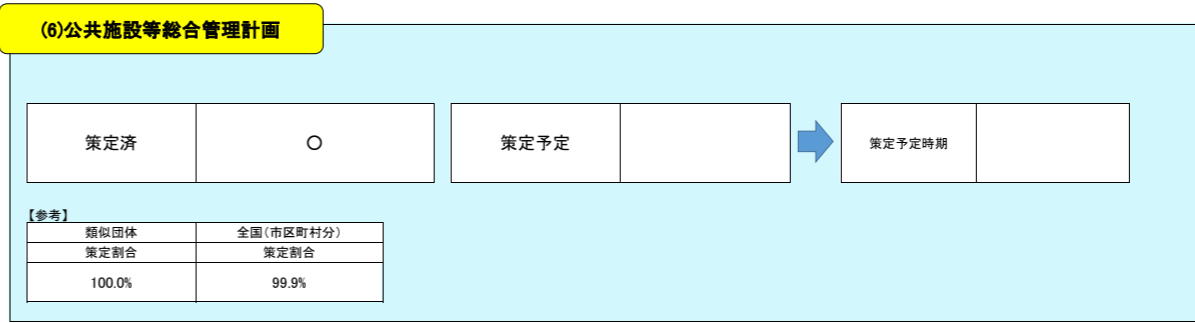 (6)公共施設等総合管理計画
策定済 〇 策定予定 策定予定時期
【参考】
類似団体 全国(市区町村分)
策定割合 策定割合
100.0% 99.9%